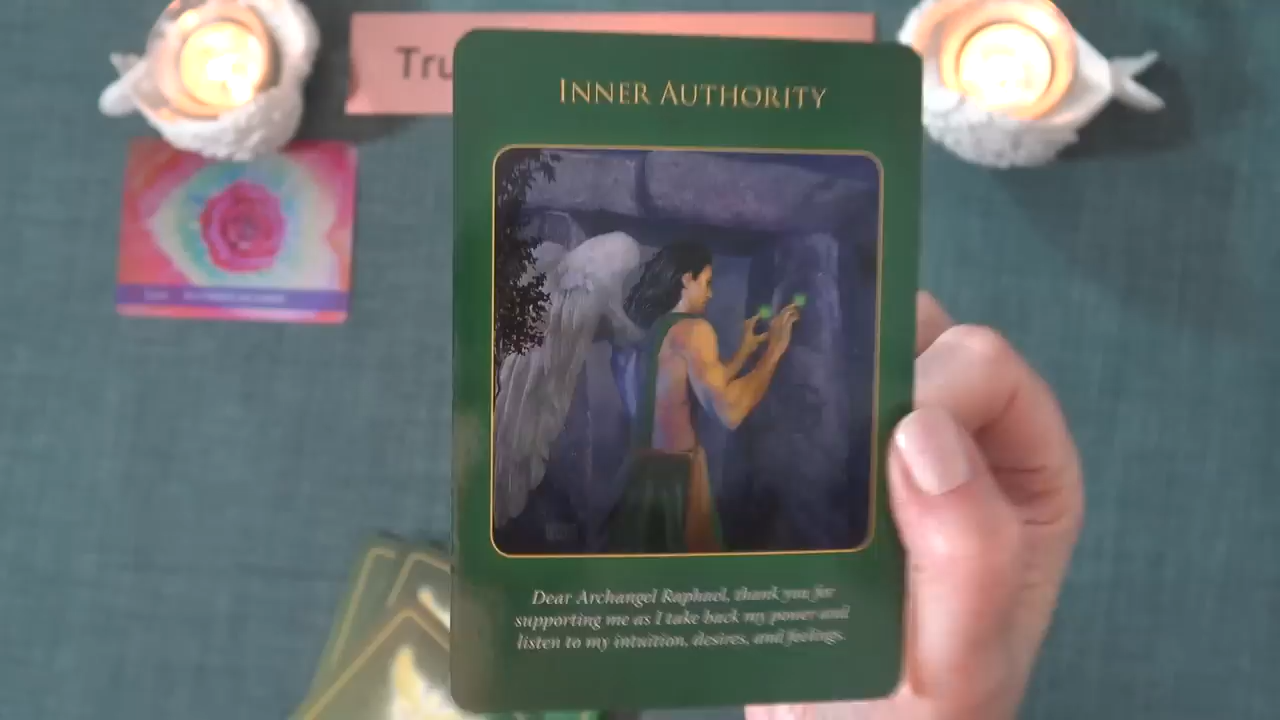 Tru
INNER AUTHORITY
Dear Archangel Raphael, thank you for
supporting me as I take back my power and
listen to my intuition, desires, and feelings.